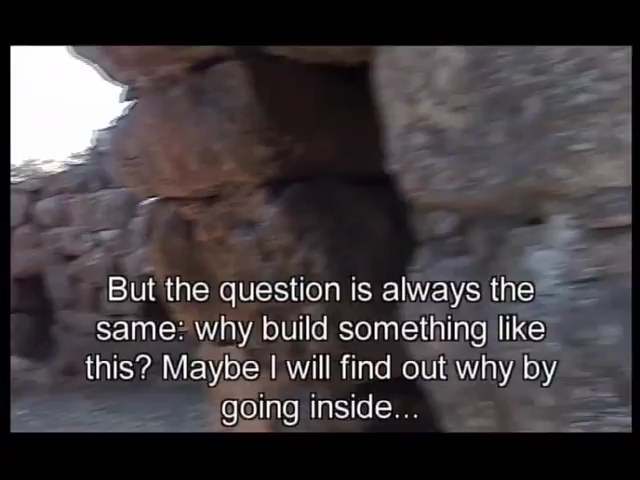 But the question is always the
same: why build something like
this? Maybe I will find out why by
going inside...